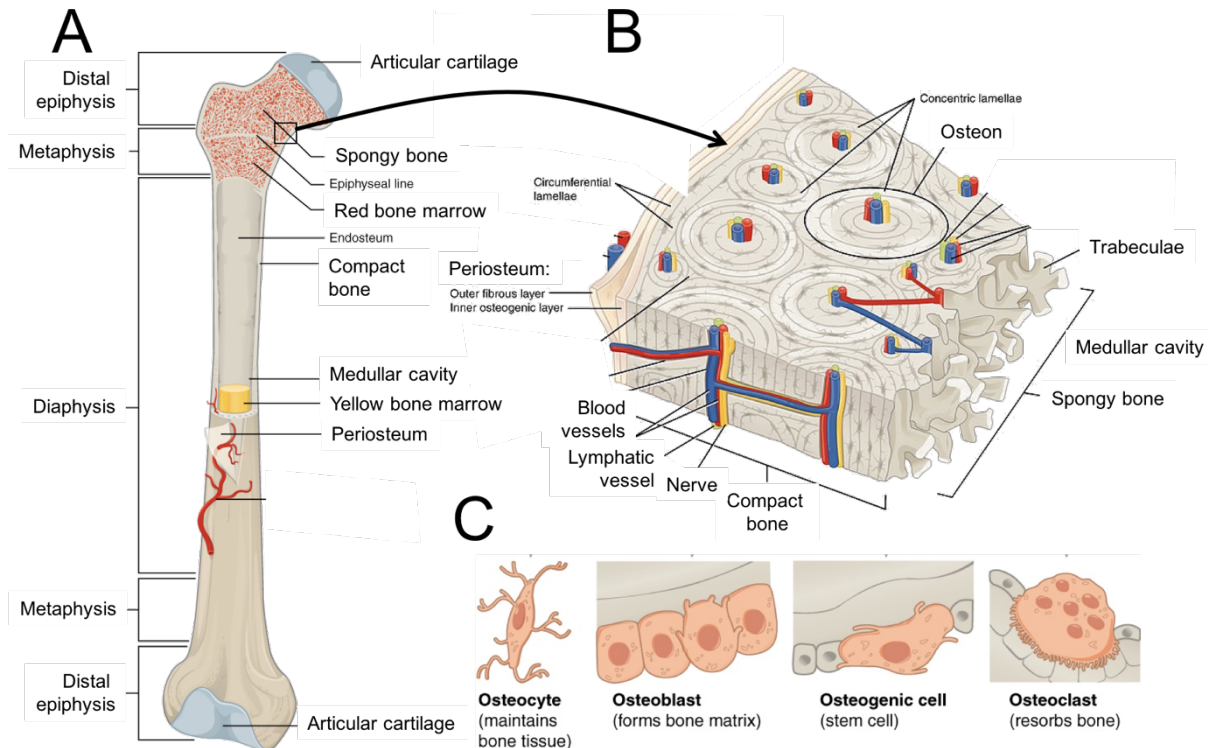 A
Distal
epiphysis
Articular cartilage
Metaphysis
Spongy bone
Epiphyseal line
Red bone marrow
Endosteum
Compact
bone
Diaphysis
Medullar cavity
Yellow bone marrow
Periosteum
Metaphysis
Distal
epiphysis
Articular cartilage
B
Concentric lamellae
Osteon
Circumferential
lamellae
Trabeculae
Periosteum:
Outer fibrous layer
Inner osteogenic layer
Medullar cavity
Spongy bone
Blood
vessels
Lymphatic
vessel
Nerve
Compact
bone
C
Osteocyte
(maintains
bone tissue)
Osteoblast
(forms bone matrix)
Osteogenic cell
(stem cell)
Osteoclast
(resorbs bone)